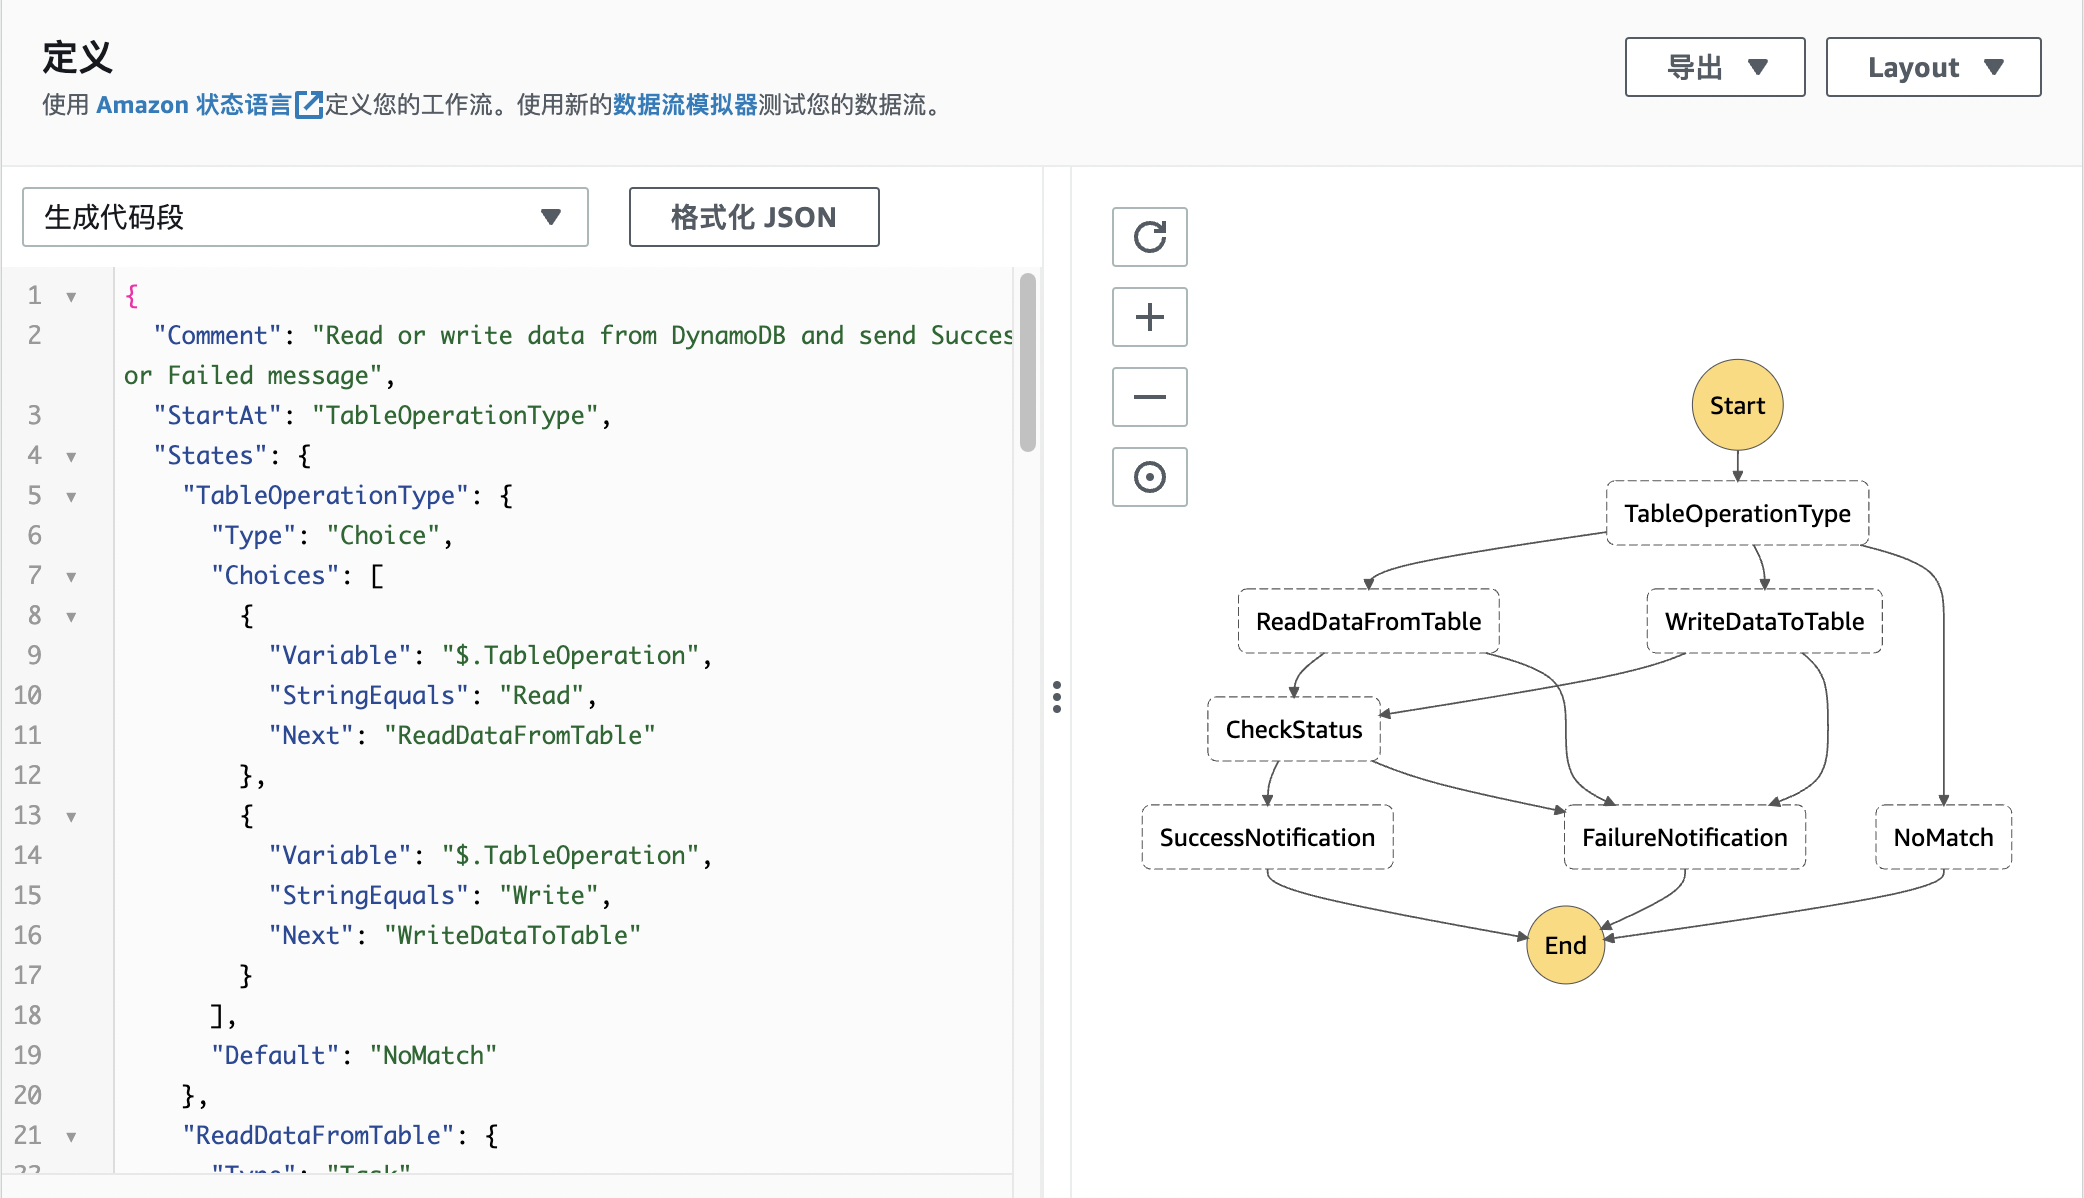 定义
使用 Amazon 状态语言定义您的工作流。使用新的数据流模拟器测试您的数据流。
导出
Layout
生成代码段
格式化 JSON
1 {
2 "Comment": "Read or write data from DynamoDB and send Succes
or Failed message",
3 "StartAt": "TableOperationType",
4 "States": {
5 "TableOperationType": {
6 "Type": "Choice",
7 "Choices": [
8 {
9 "Variable": "$.TableOperation",
10 "StringEquals": "Read",
11 "Next": "ReadDataFromTable"
12 },
13 {
14 "Variable": "$.TableOperation",
15 "StringEquals": "Write",
16 "Next": "WriteDataToTable"
17 }
18 ],
19 "Default": "NoMatch"
20 },
21 "ReadDataFromTable": {
22 "Type": "Task"
Start
TableOperationType
ReadDataFromTable
WriteDataToTable
CheckStatus
SuccessNotification
FailureNotification
NoMatch
End